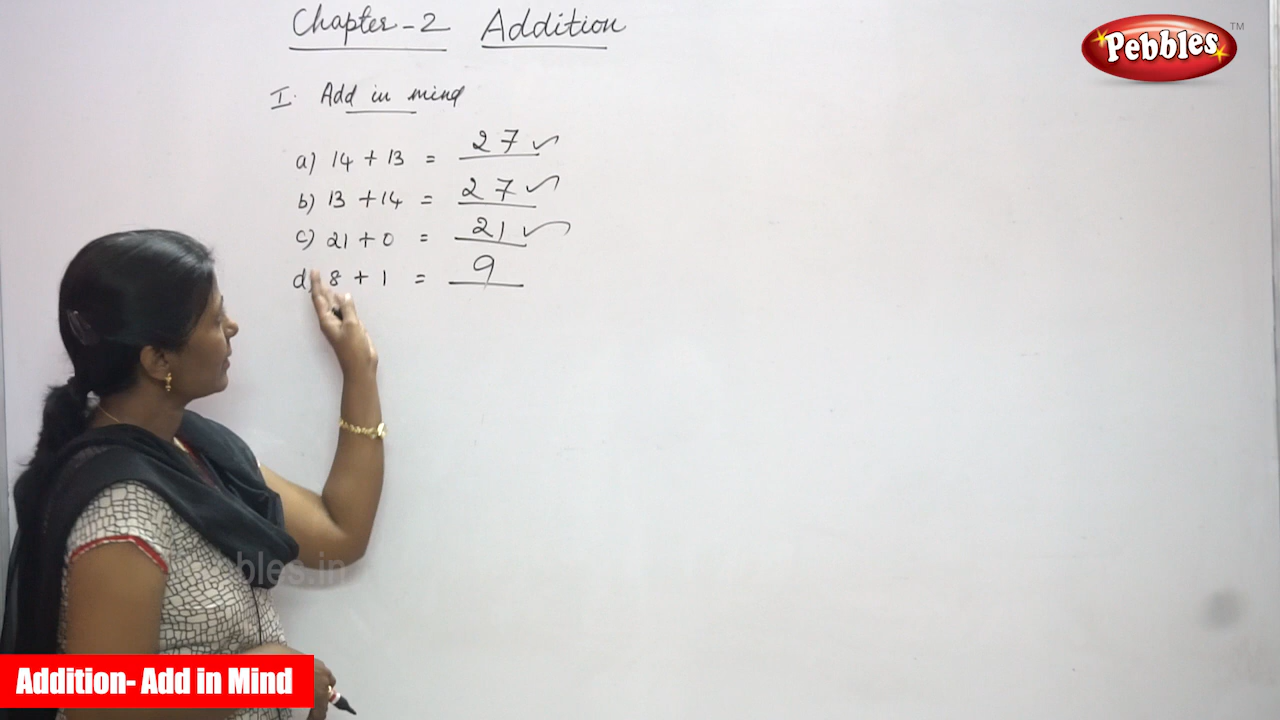 Chapter-2 Addition
Pebbles TM
I. Add in mind
a) 14 + 13 = 27
b) 13 + 14 = 27
c) 21 + 0 = 21
d) 8 + 1 = 9
bbles.in
Addition- Add in Mind